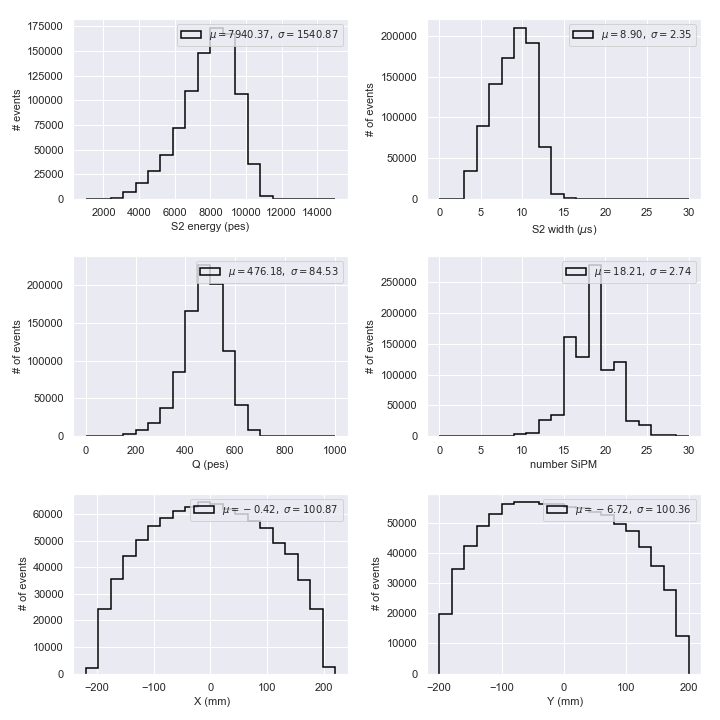 μ = 7940.37, σ = 1540.87
175000
150000
125000
100000
75000
50000
25000
0
# events
2000 4000 6000 8000 10000 12000 14000
S2 energy (pes)
μ = 8.90, σ = 2.35
200000
150000
100000
50000
0
# of events
0 5 10 15 20 25 30
S2 width (μs)
μ = 476.18, σ = 84.53
200000
150000
100000
50000
0
# of events
0 200 400 600 800 1000
Q (pes)
μ = 18.21, σ = 2.74
250000
200000
150000
100000
50000
0
# of events
0 5 10 15 20 25 30
number SiPM
μ = −0.42, σ = 100.87
60000
50000
40000
30000
20000
10000
0
# of events
−200 −100 0 100 200
X (mm)
μ = −6.72, σ = 100.36
50000
40000
30000
20000
10000
0
# of events
−200 −100 0 100 200
Y (mm)